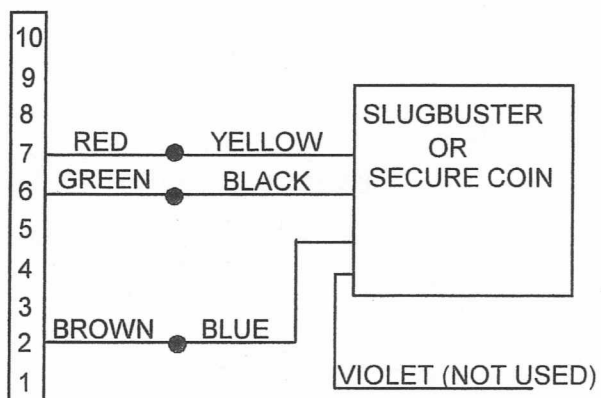 10
9
8
7 RED YELLOW
6 GREEN BLACK
5
4
3
2 BROWN BLUE
1
SLUGBUSTER
OR
SECURE COIN
VIOLET (NOT USED)